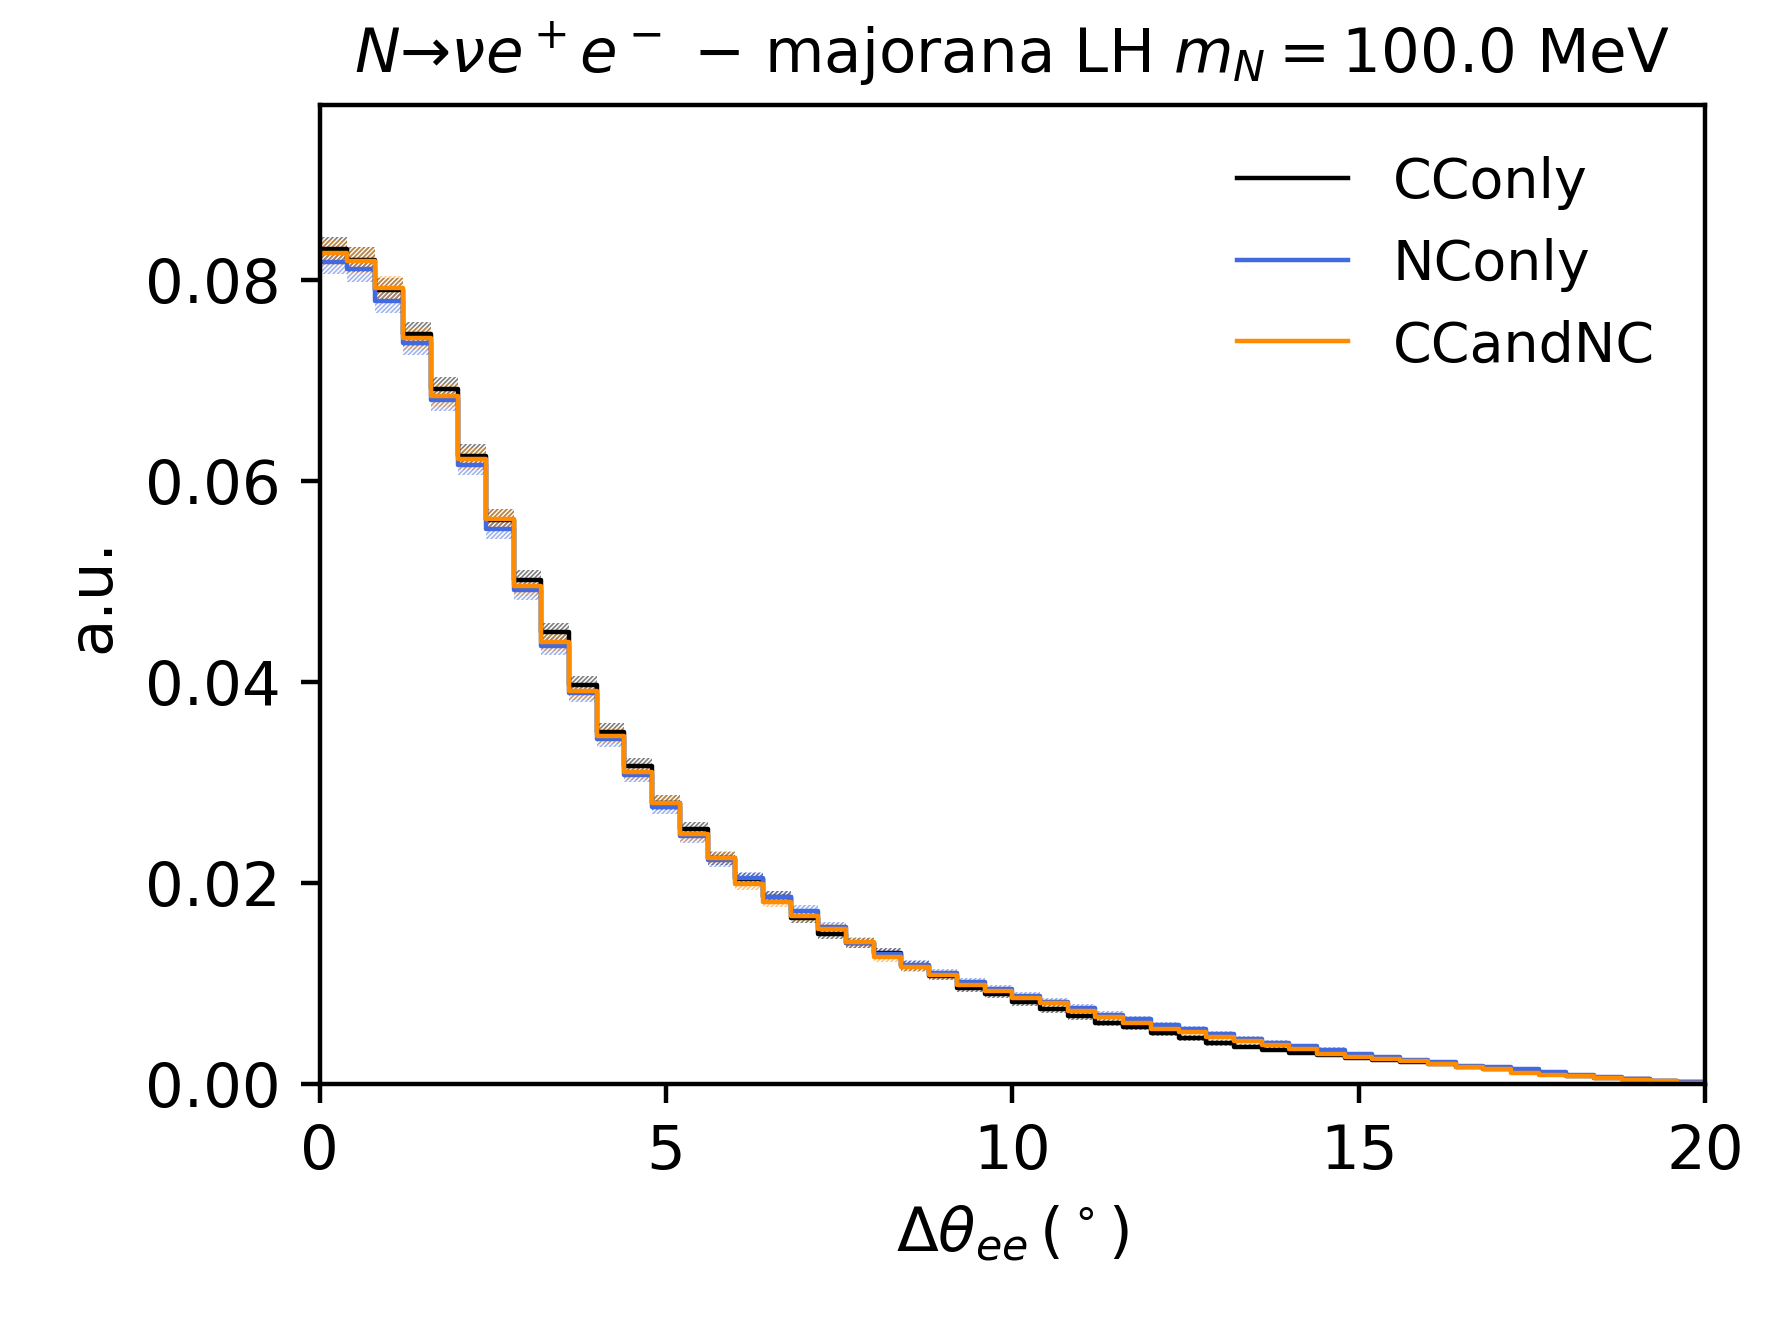 N→νe⁺e⁻ − majorana LH m_N = 100.0 MeV
CConly
NConly
CCandNC
0.08
0.06
0.04
0.02
0.00
a.u.
0 5 10 15 20
Δθ_ee (°)